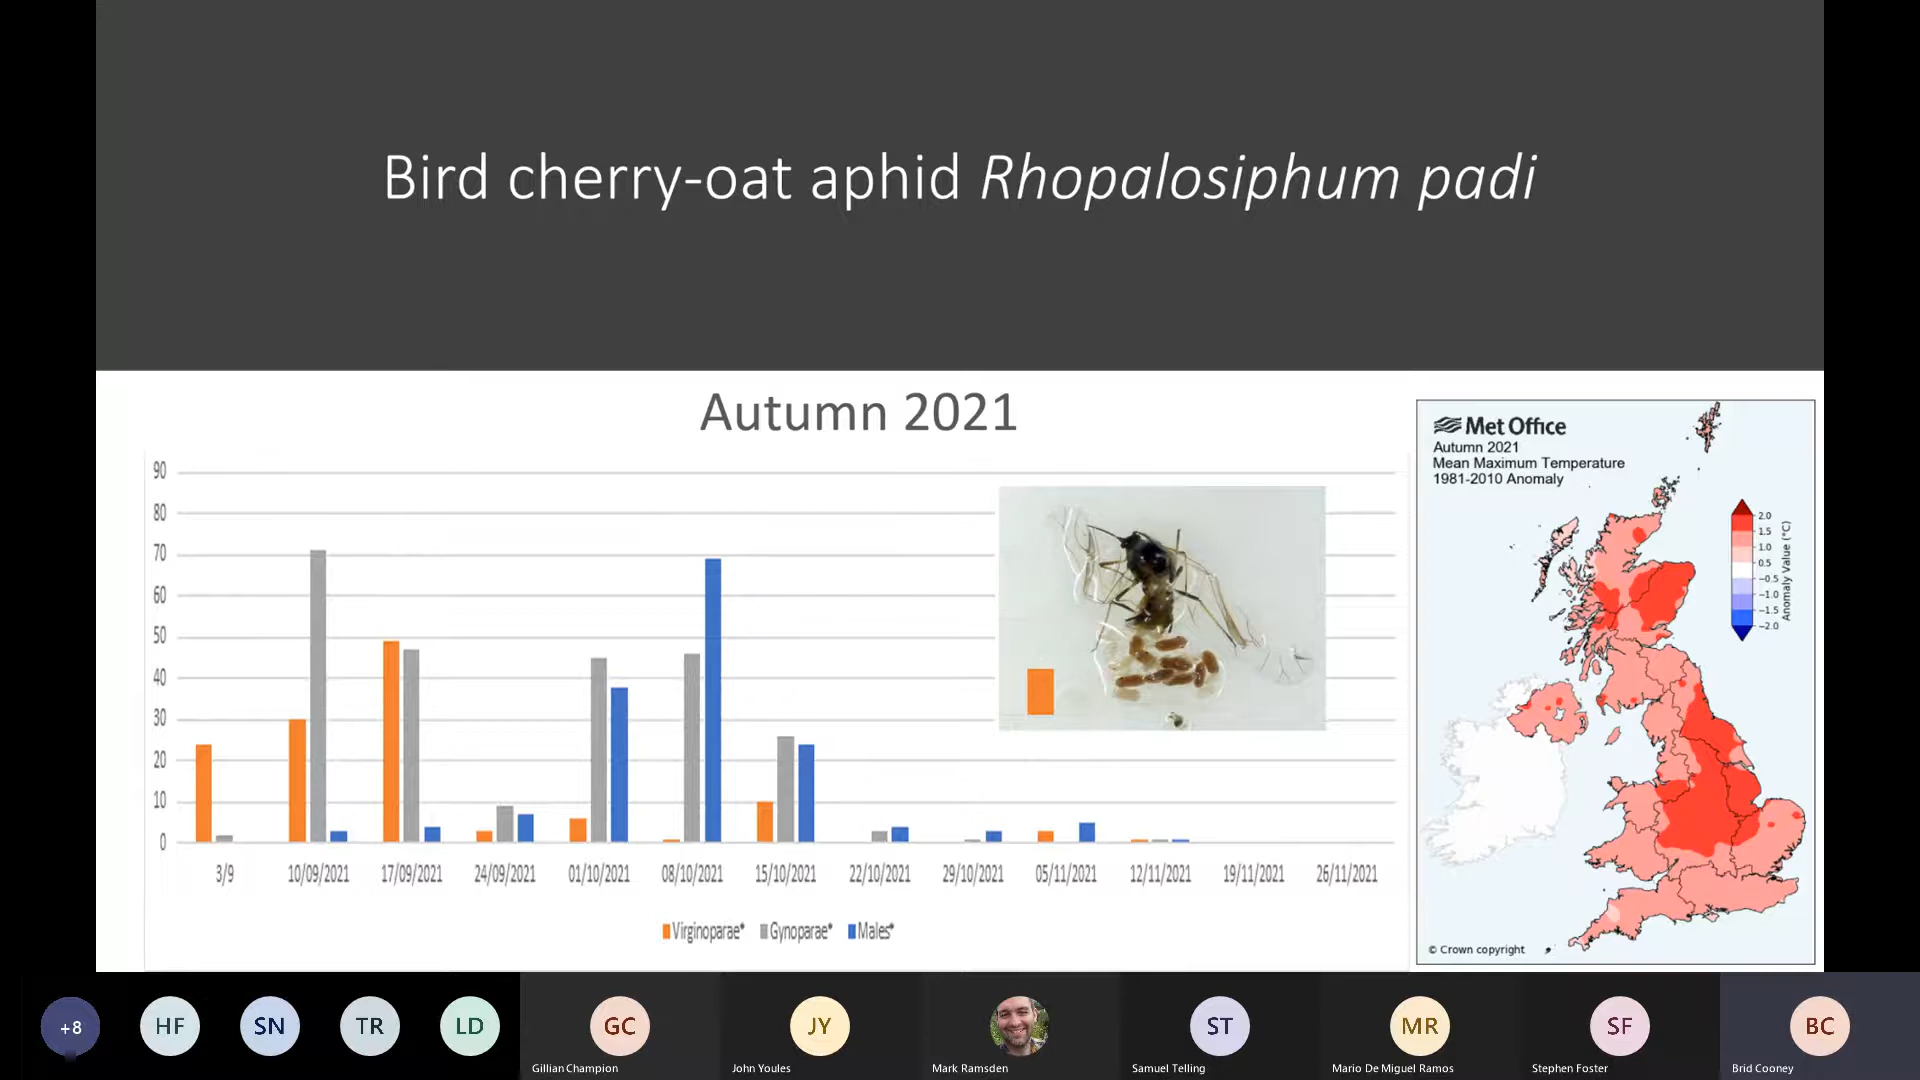 Bird cherry-oat aphid Rhopalosiphum padi
Autumn 2021
90
80
70
60
50
40
30
20
10
0
3/9 10/09/2021 17/09/2021 24/09/2021 01/10/2021 08/10/2021 15/10/2021 22/10/2021 29/10/2021 05/11/2021 12/11/2021 19/11/2021 26/11/2021
Virginoparae* Gynoparae* Males*
Met Office
Autumn 2021
Mean Maximum Temperature
1981-2010 Anomaly
2.0
1.5
1.0
0.5
−0.5
−1.0
−1.5
−2.0
Anomaly Value (°C)
© Crown copyright
+8 HF SN TR LD GC JY ST MR SF BC
Gillian Champion John Youles Mark Ramsden Samuel Telling Mario De Miguel Ramos Stephen Foster Brid Cooney